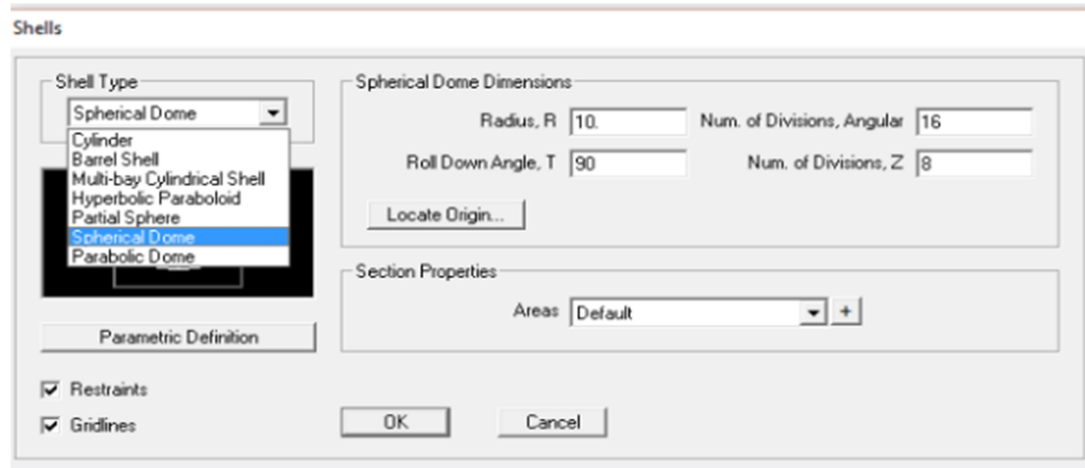 Shells
Shell Type
Spherical Dome
Cylinder
Barrel Shell
Multi-bay Cylindrical Shell
Hyperbolic Paraboloid
Partial Sphere
Spherical Dome
Parabolic Dome
Parametric Definition
Restraints
Gridlines
Spherical Dome Dimensions
Radius, R 10. Num. of Divisions, Angular 16
Roll Down Angle, T 90 Num. of Divisions, Z 8
Locate Origin...
Section Properties
Areas Default +
OK Cancel